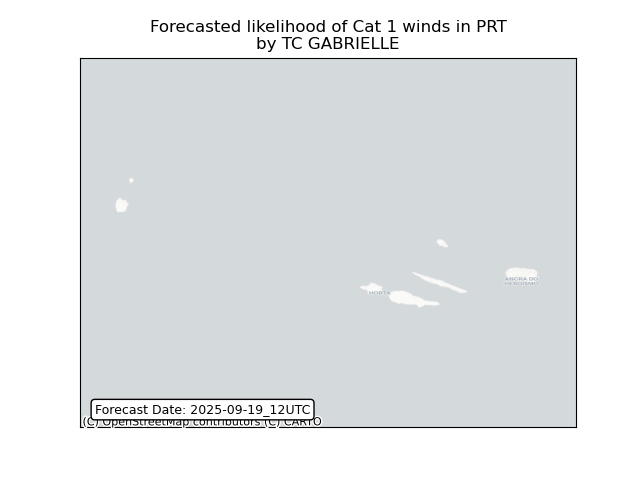 Forecasted likelihood of Cat 1 winds in PRT
by TC GABRIELLE
HORTA
ANGRA DO
HEROÍSMO
Forecast Date: 2025-09-19_12UTC
(C) OpenStreetMap contributors (C) CARTO